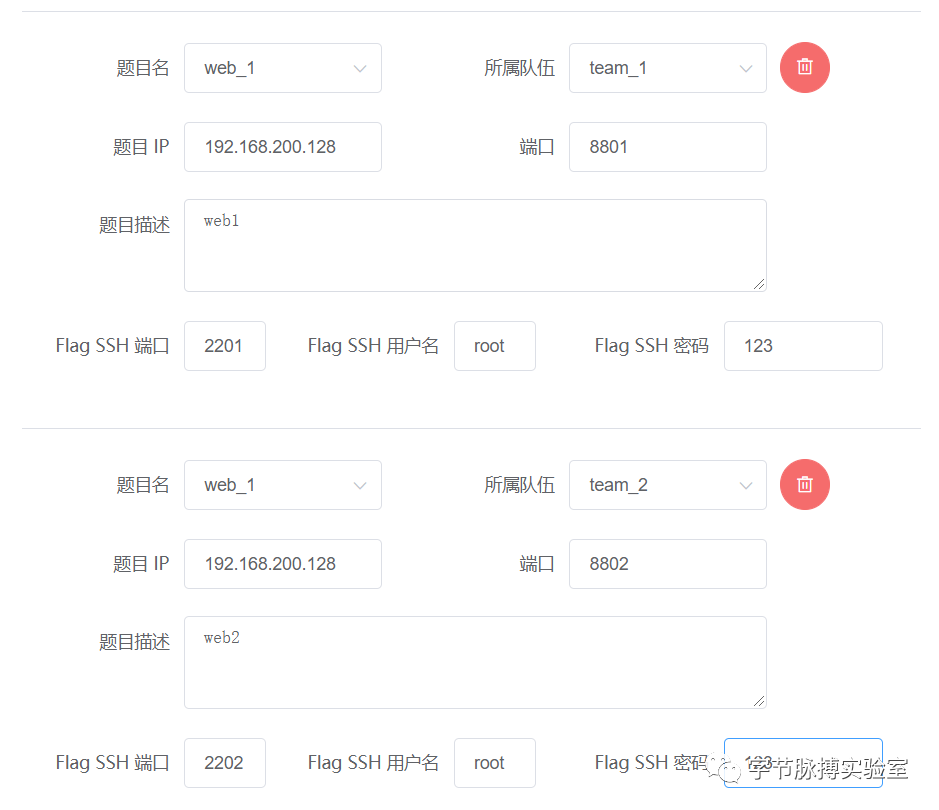 题目名 web_1 所属队伍 team_1
题目 IP 192.168.200.128 端口 8801
题目描述 web1
Flag SSH 端口 2201 Flag SSH 用户名 root Flag SSH 密码 123
题目名 web_1 所属队伍 team_2
题目 IP 192.168.200.128 端口 8802
题目描述 web2
Flag SSH 端口 2202 Flag SSH 用户名 root Flag SSH 密码 123
字节脉搏实验室